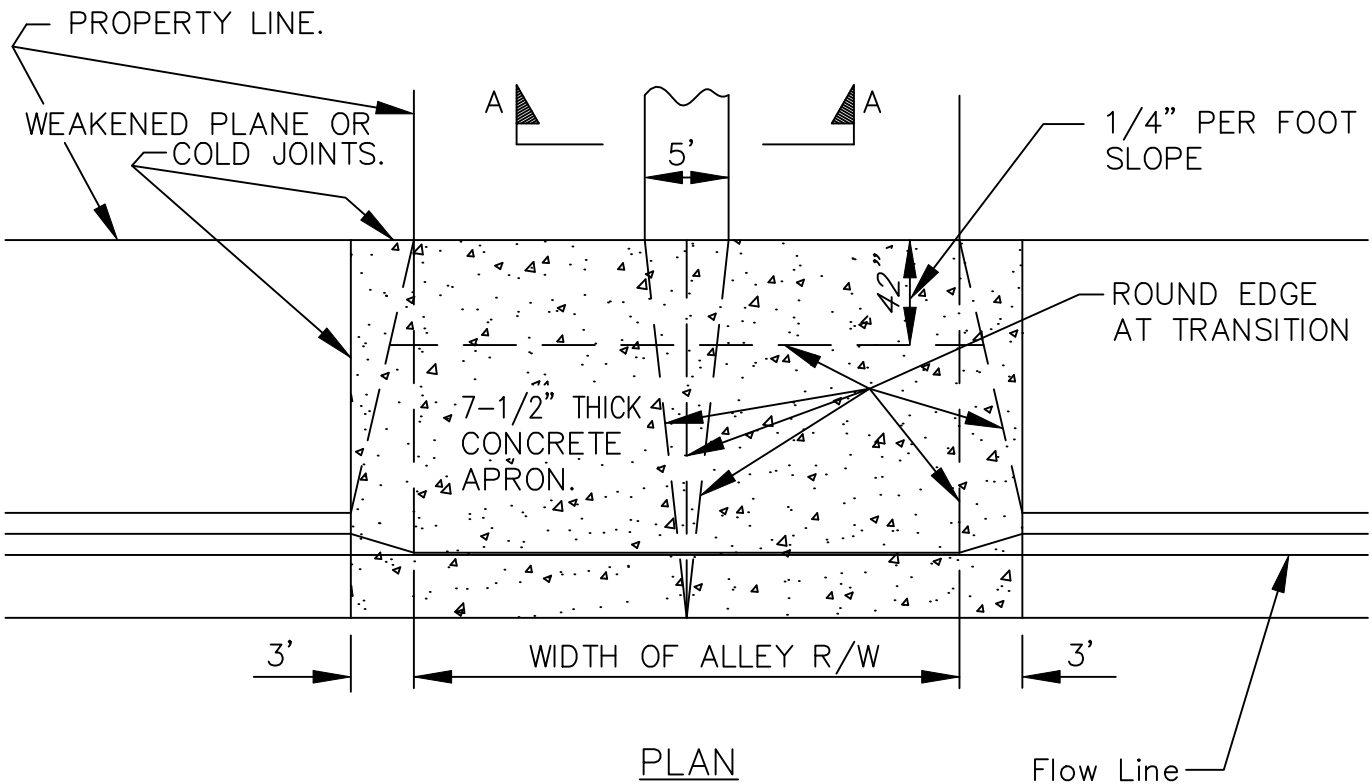 PROPERTY LINE.
A
A
WEAKENED PLANE OR
COLD JOINTS.
5'
1/4" PER FOOT
SLOPE
42"
ROUND EDGE
AT TRANSITION
7-1/2" THICK
CONCRETE
APRON.
3'
WIDTH OF ALLEY R/W
3'
PLAN
Flow Line